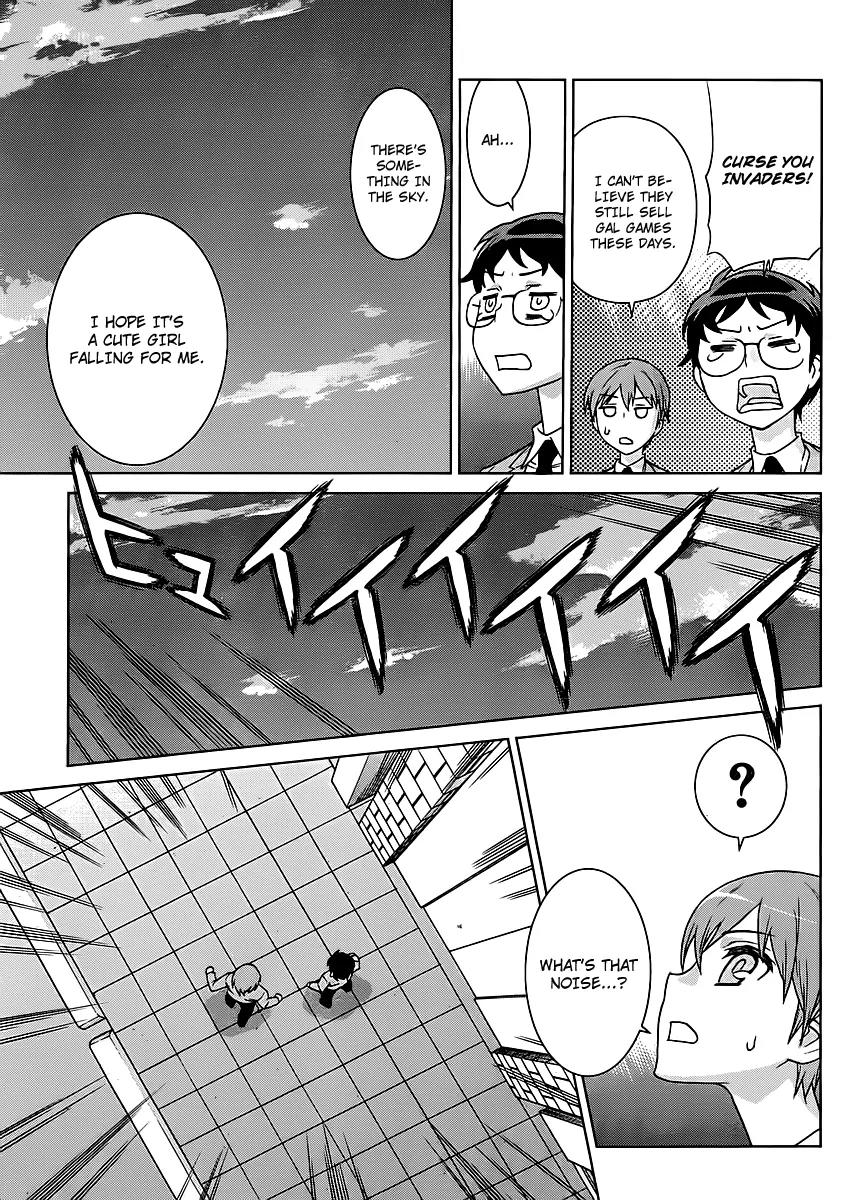 CURSE YOU
INVADERS!
I CAN'T BE-
LIEVE THEY
STILL SELL
GAL GAMES
THESE DAYS.
AH...
THERE'S
SOME-
THING IN
THE SKY.
I HOPE IT'S
A CUTE GIRL
FALLING FOR ME.
ヒュイイイイイイ
?
WHAT'S THAT
NOISE...?